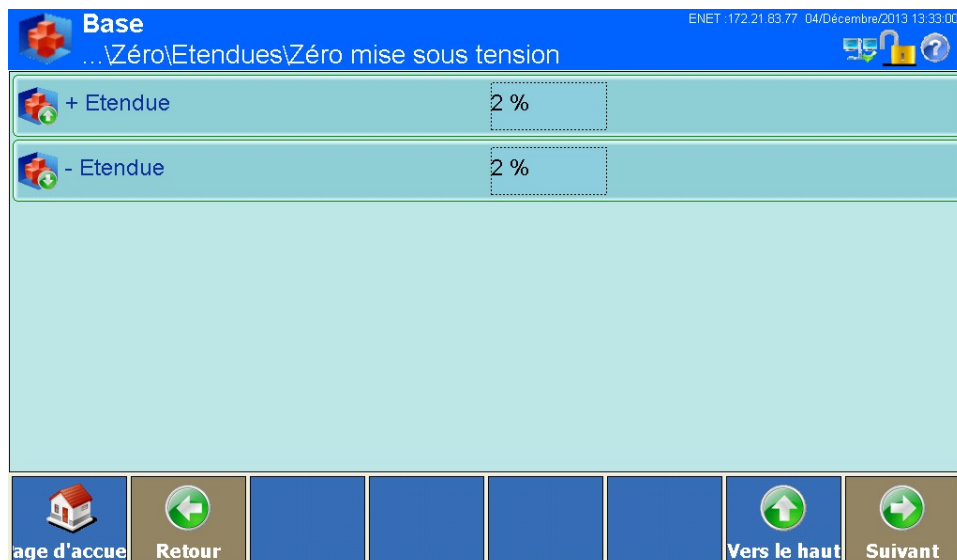 Base
ENET :172.21.83.77 04/Décembre/2013 13:33:00
...\Zéro\Etendues\Zéro mise sous tension
+ Etendue 2 %
- Etendue 2 %
age d'accue Retour Vers le haut Suivant